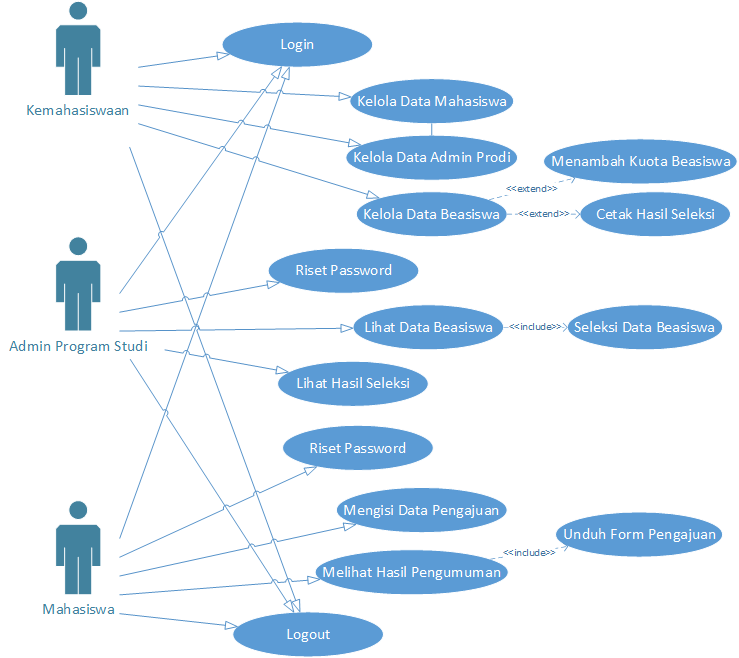 Login
Kemahasiswaan
Kelola Data Mahasiswa
Kelola Data Admin Prodi
Menambah Kuota Beasiswa
<<extend>>
Kelola Data Beasiswa
<<extend>>
Cetak Hasil Seleksi
Riset Password
Admin Program Studi
Lihat Data Beasiswa
<<include>>
Seleksi Data Beasiswa
Lihat Hasil Seleksi
Riset Password
Mengisi Data Pengajuan
Unduh Form Pengajuan
<<include>>
Melihat Hasil Pengumuman
Mahasiswa
Logout